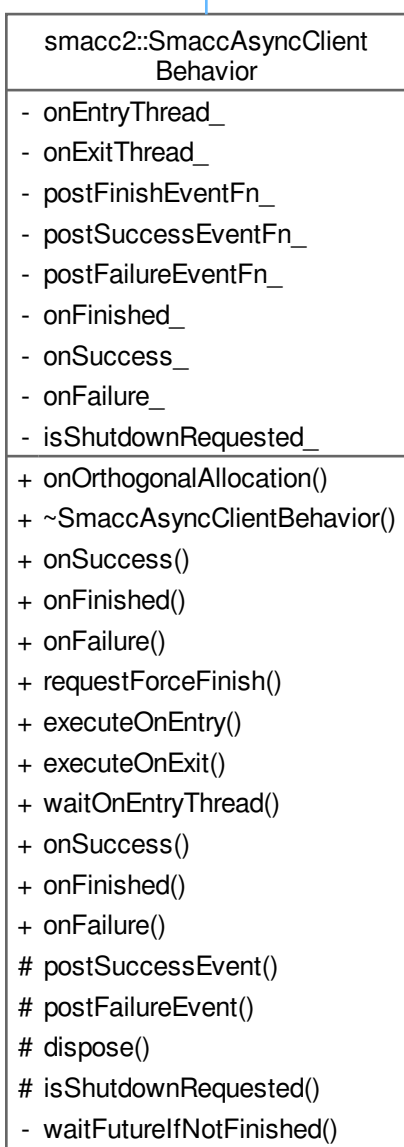 smacc2::SmaccAsyncClient
Behavior
- onEntryThread_
- onExitThread_
- postFinishEventFn_
- postSuccessEventFn_
- postFailureEventFn_
- onFinished_
- onSuccess_
- onFailure_
- isShutdownRequested_
+ onOrthogonalAllocation()
+ ~SmaccAsyncClientBehavior()
+ onSuccess()
+ onFinished()
+ onFailure()
+ requestForceFinish()
+ executeOnEntry()
+ executeOnExit()
+ waitOnEntryThread()
+ onSuccess()
+ onFinished()
+ onFailure()
# postSuccessEvent()
# postFailureEvent()
# dispose()
# isShutdownRequested()
- waitFutureIfNotFinished()